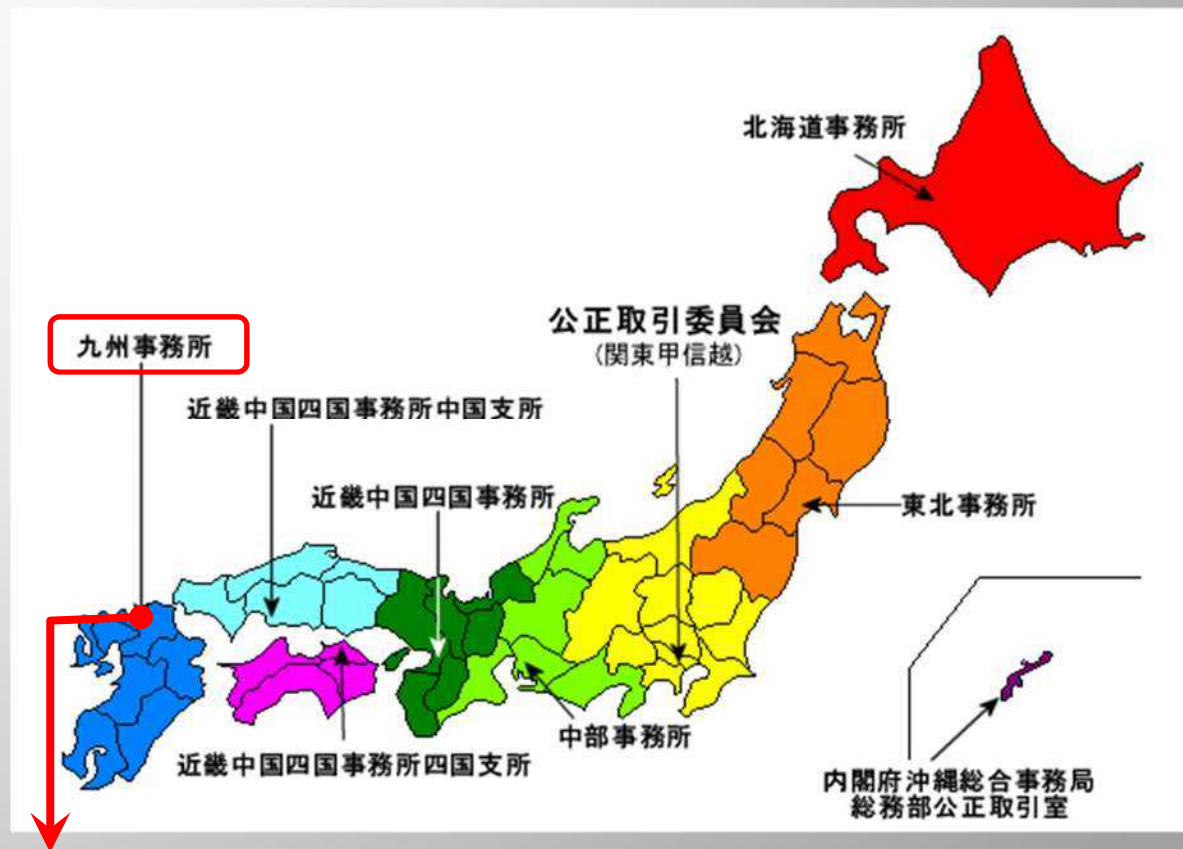 北海道事務所
公正取引委員会
(関東甲信越)
九州事務所
近畿中国四国事務所中国支所
近畿中国四国事務所
東北事務所
中部事務所
近畿中国四国事務所四国支所
内閣府沖縄総合事務局
総務部公正取引室